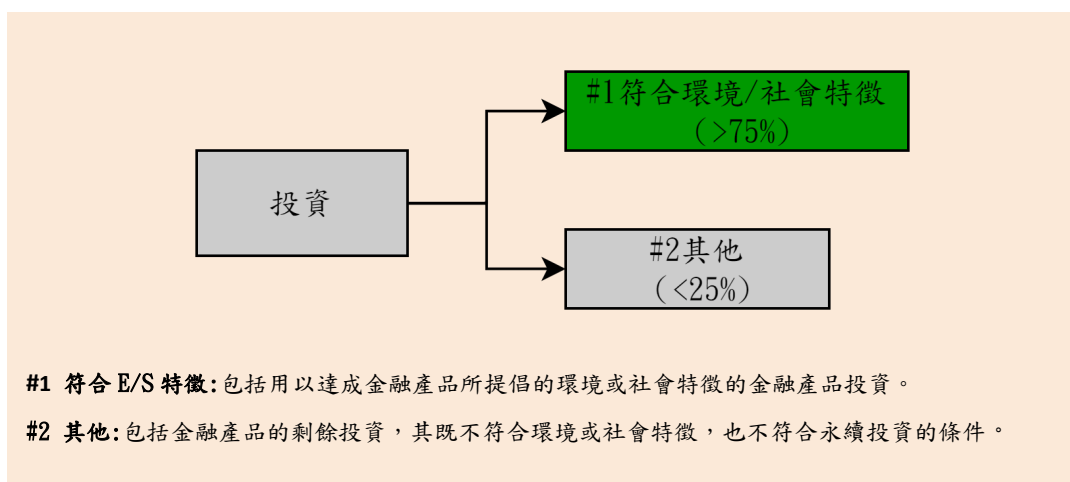 #1符合環境/社會特徵
(>75%)
投資
#2其他
(<25%)
#1 符合 E/S 特徵:包括用以達成金融產品所提倡的環境或社會特徵的金融產品投資。
#2 其他:包括金融產品的剩餘投資，其既不符合環境或社會特徵，也不符合永續投資的條件。